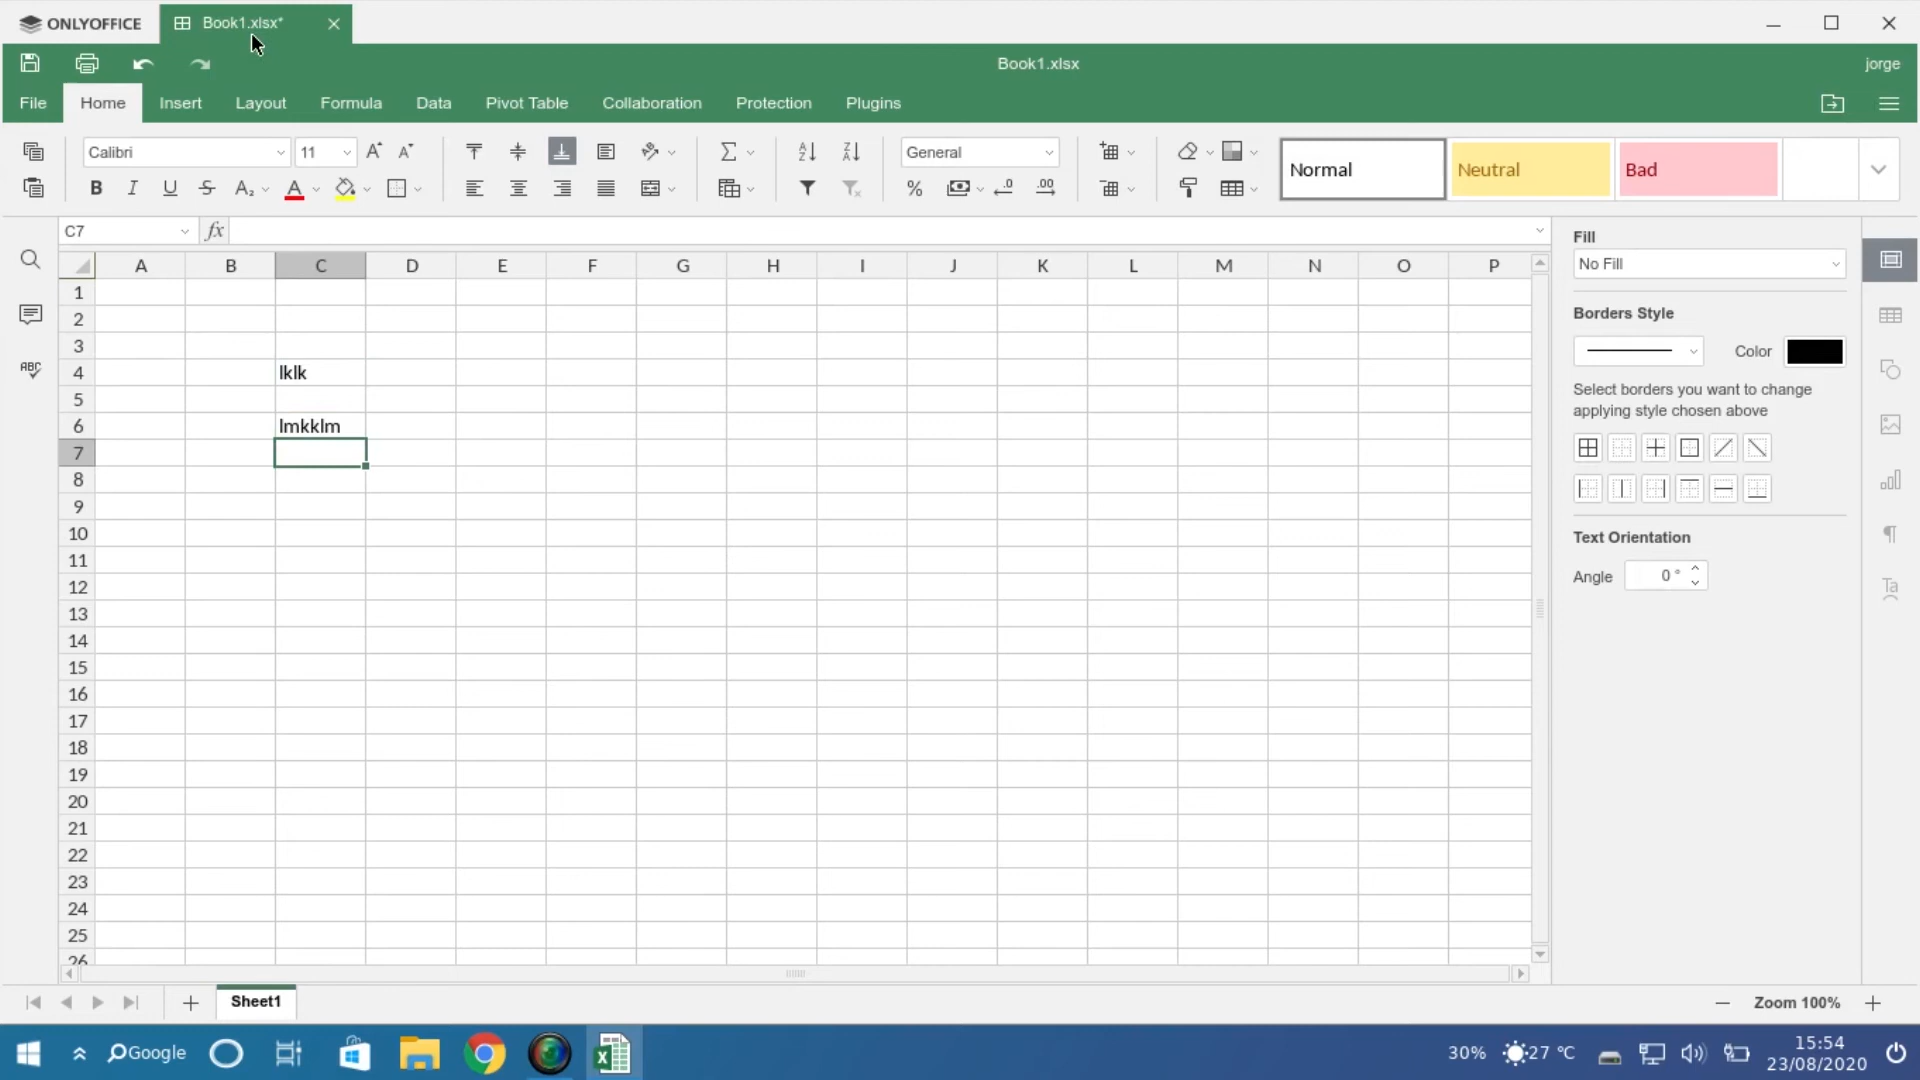 ONLYOFFICE
Book1.xlsx*
Book1.xlsx
jorge
File Home Insert Layout Formula Data Pivot Table Collaboration Protection Plugins
Calibri 11 General
Normal Neutral Bad
C7
fx
A B C D E F G H I J K L M N O P
1
2
3
4 lklk
5
6 lmkklm
7
8
9
10
11
12
13
14
15
16
17
18
19
20
21
22
23
24
25
26
Fill
No Fill
Borders Style
Color
Select borders you want to change
applying style chosen above
Text Orientation
Angle 0 °
Sheet1
Zoom 100%
Google
30% 27 °C
15:54
23/08/2020